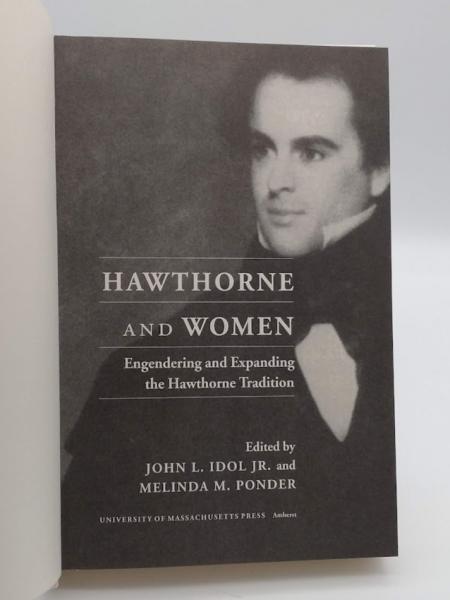 HAWTHORNE
AND WOMEN
Engendering and Expanding
the Hawthorne Tradition
Edited by
JOHN L. IDOL JR. and
MELINDA M. PONDER
UNIVERSITY OF MASSACHUSETTS PRESS Amherst